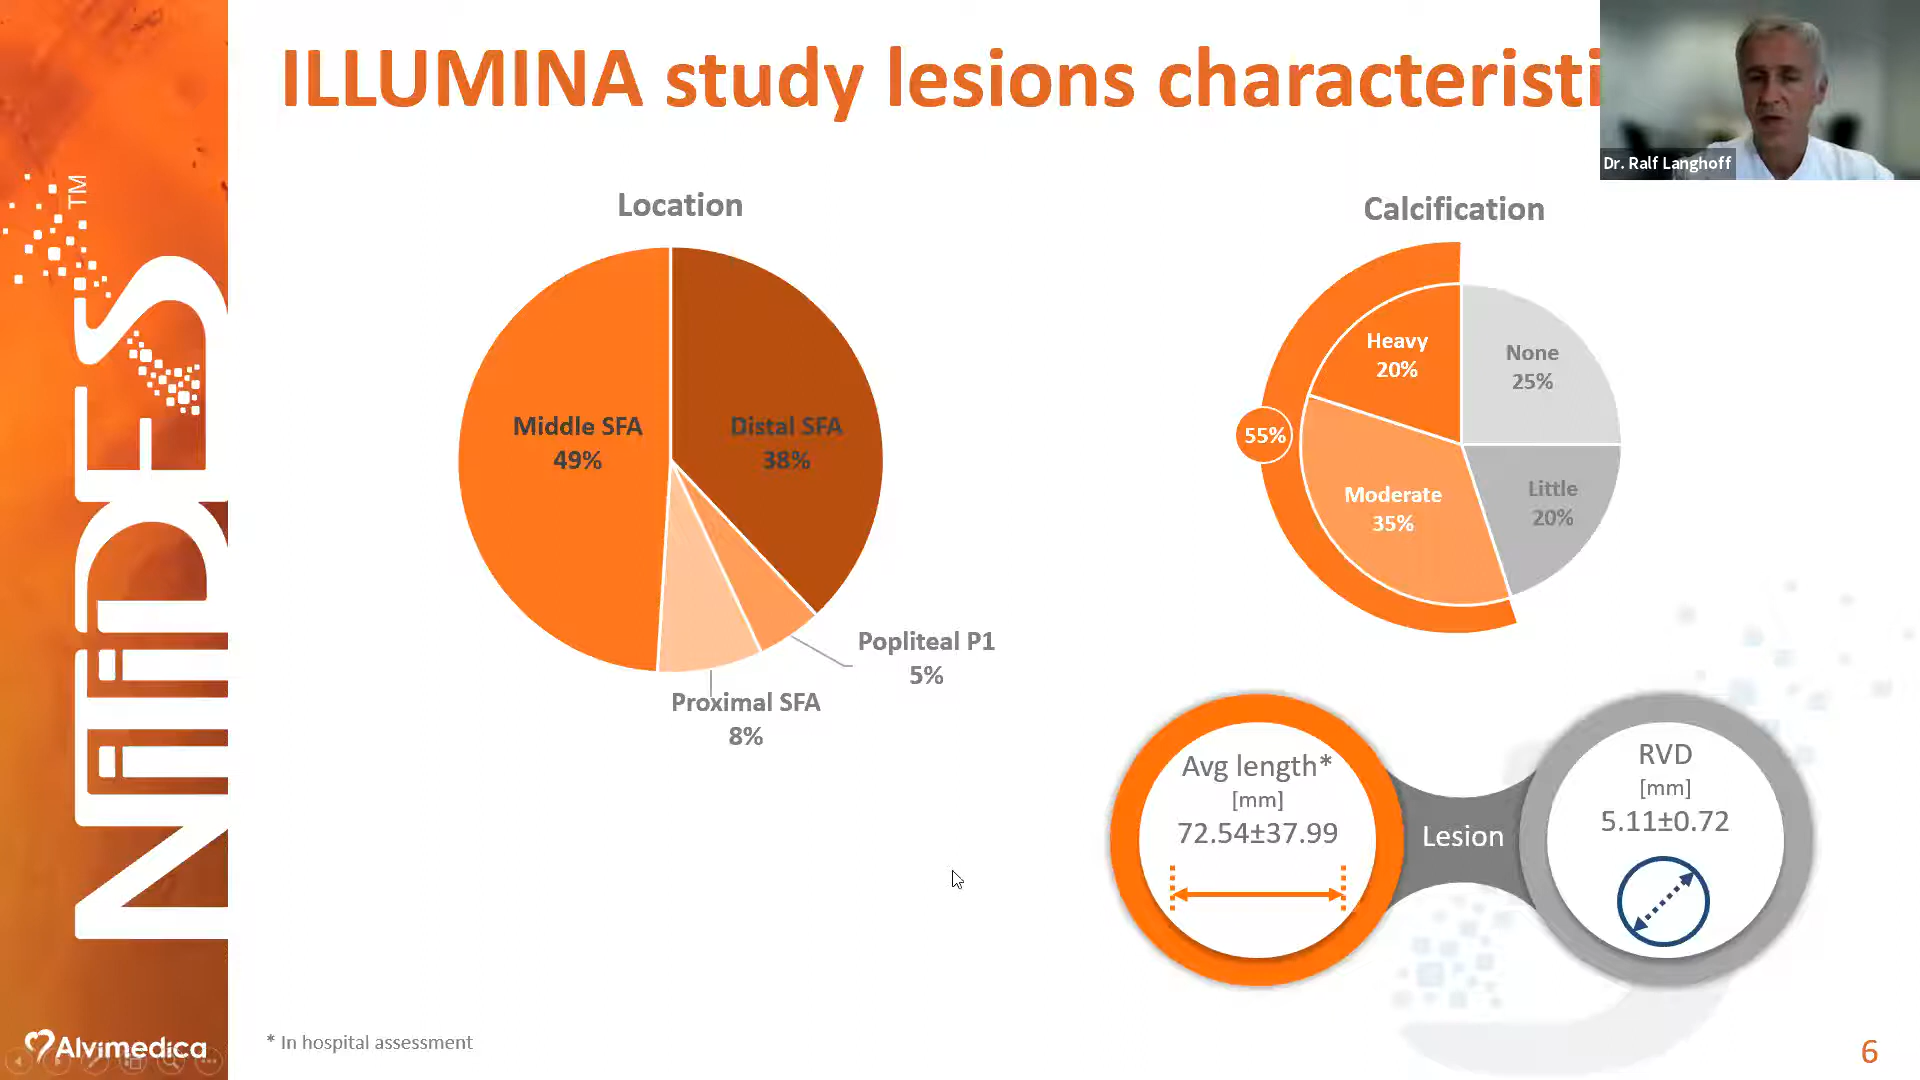 ILLUMINA study lesions characteristi
Dr. Ralf Langhoff
NiTiDES™
Location
Middle SFA
49%
Distal SFA
38%
Popliteal P1
5%
Proximal SFA
8%
Calcification
Heavy
20%
None
25%
55%
Moderate
35%
Little
20%
Avg length*
[mm]
72.54±37.99
Lesion
RVD
[mm]
5.11±0.72
Alvimedica
* In hospital assessment
6